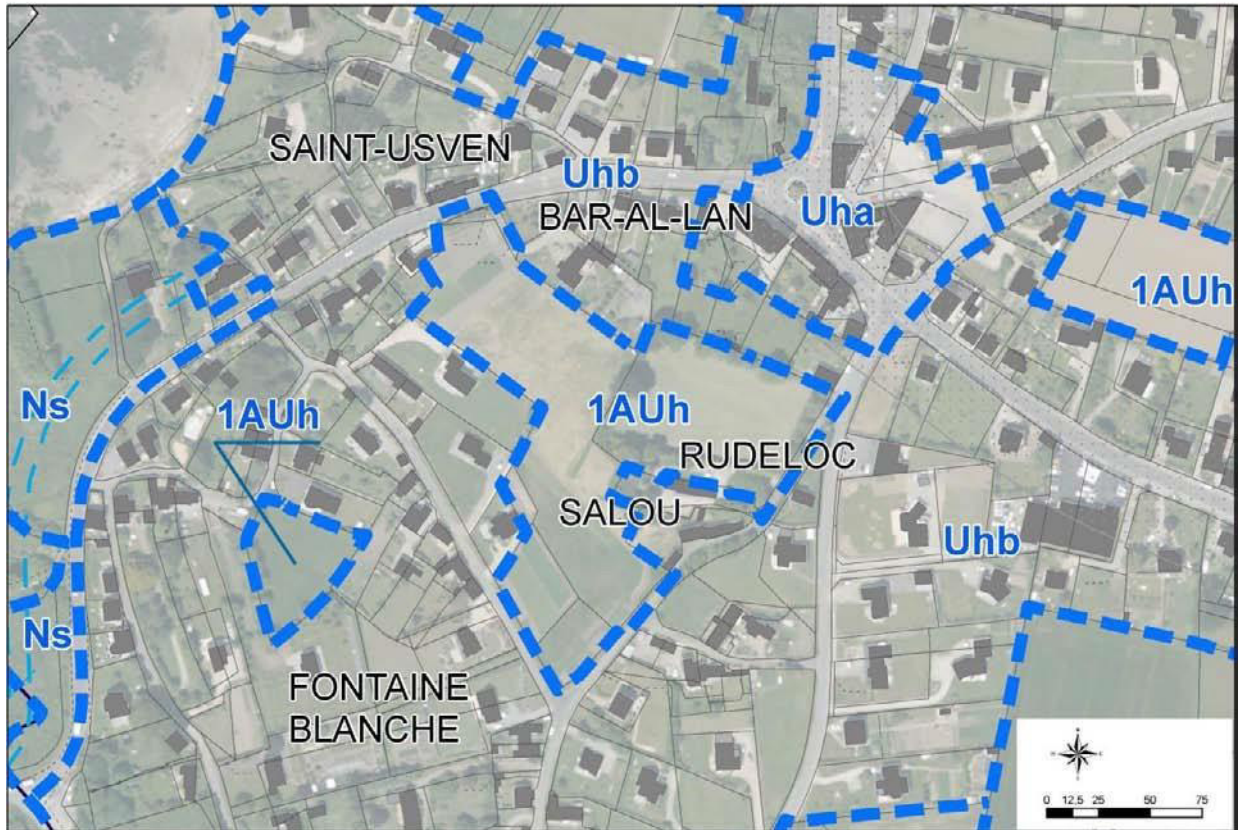 SAINT-USVEN
Uhb
BAR-AL-LAN
Uha
1AUh
Ns
1AUh
1AUh
RUDELOC
SALOU
Uhb
Ns
FONTAINE
BLANCHE
0 12,5 25 50 75